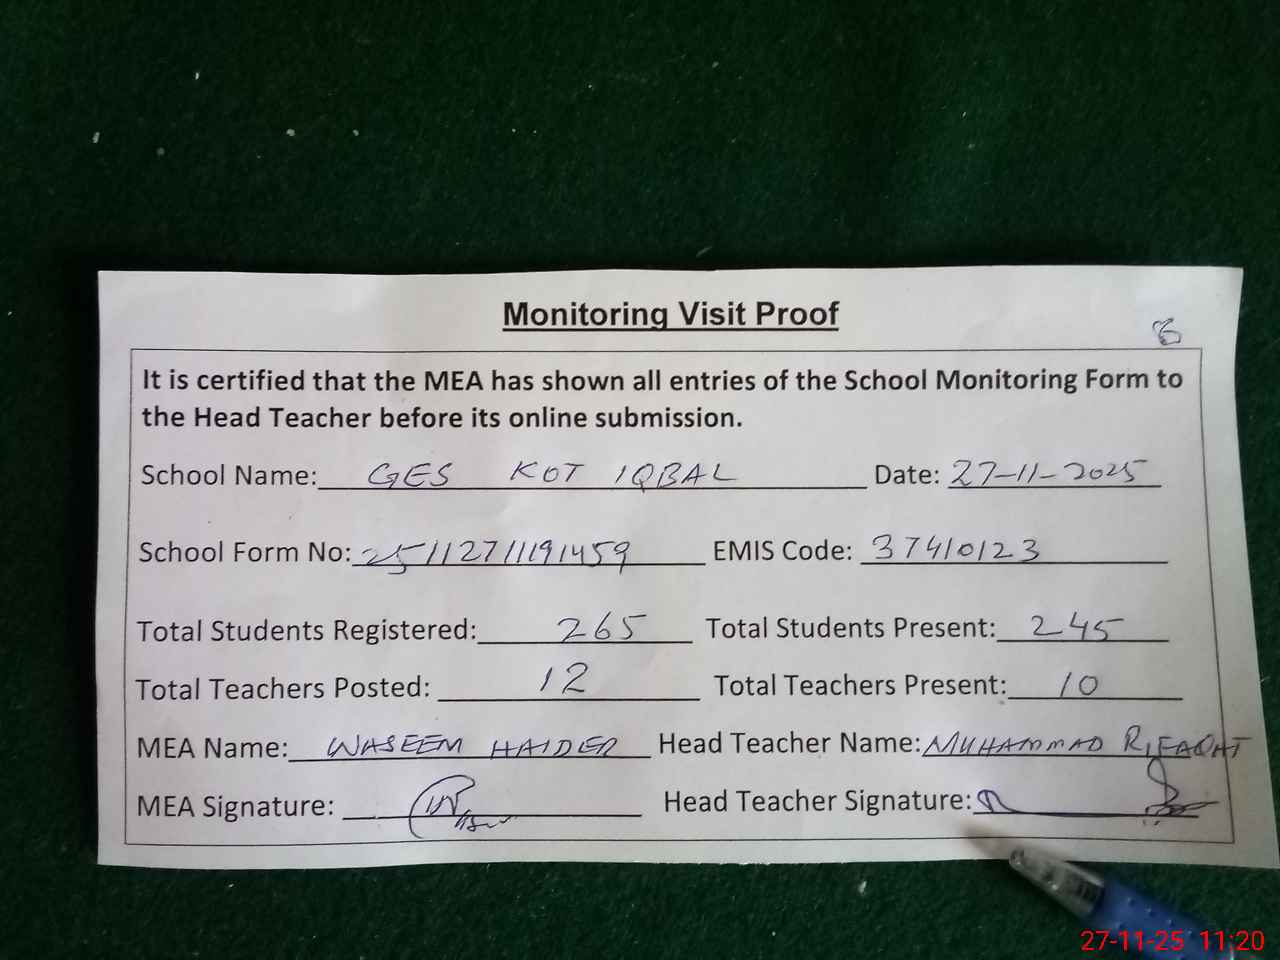 Monitoring Visit Proof
8
It is certified that the MEA has shown all entries of the School Monitoring Form to
the Head Teacher before its online submission.
School Name: GES KOT IQBAL Date: 27-11-2025
School Form No: 25112711191459 EMIS Code: 37410123
Total Students Registered: 265 Total Students Present: 245
Total Teachers Posted: 12 Total Teachers Present: 10
MEA Name: WASEEM HAIDER Head Teacher Name: MUHAMMAD RIFAQAT
MEA Signature: Head Teacher Signature:
27-11-25 11:20